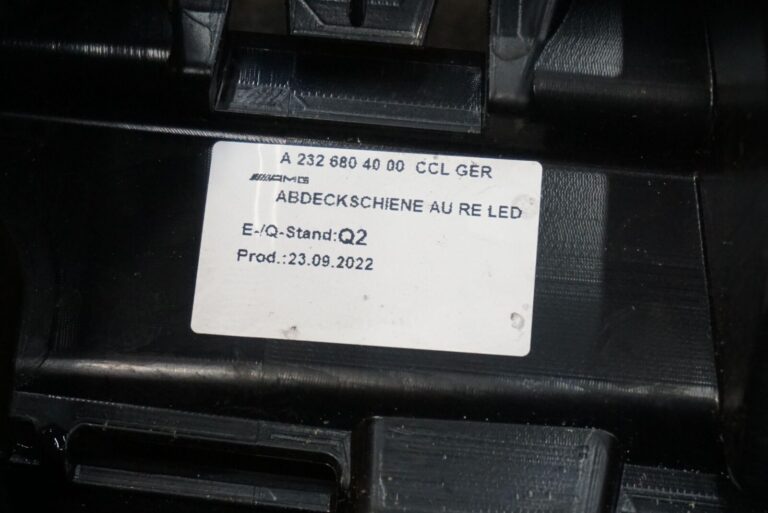 A 232 680 40 00 CCL GER
AMG
ABDECKSCHIENE AU RE LED
E-/Q-Stand:Q2
Prod.:23.09.2022